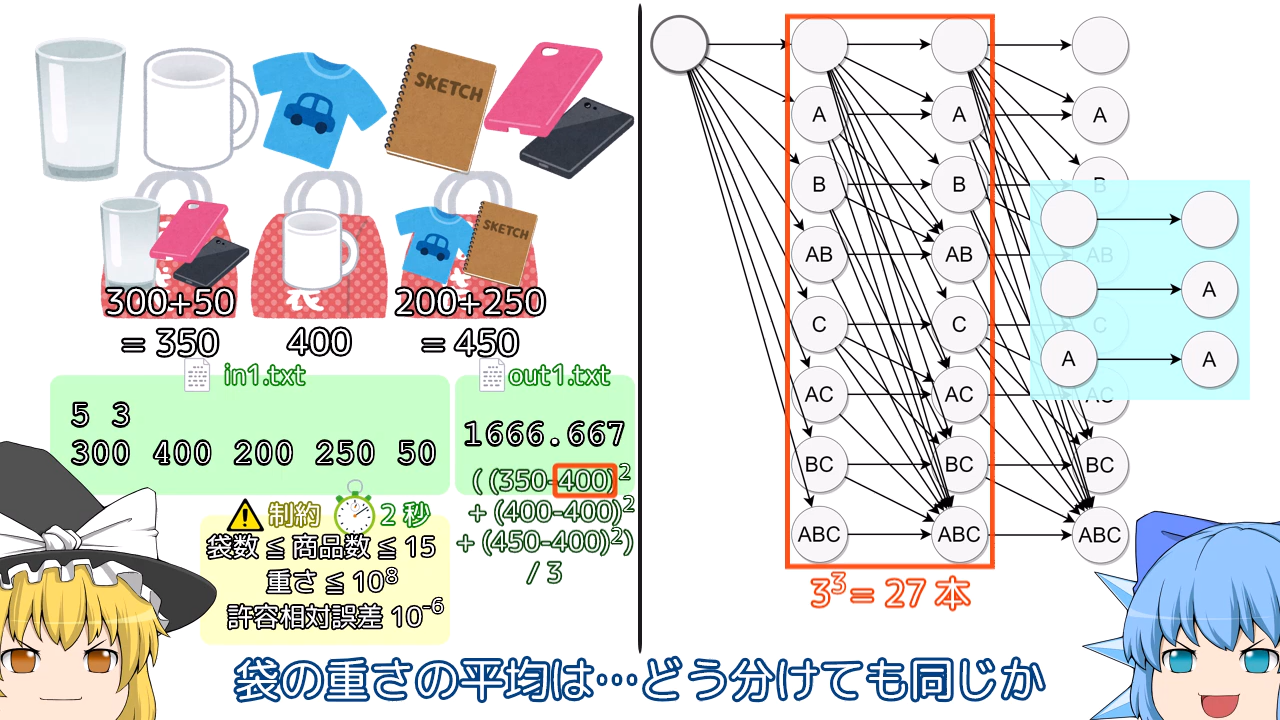 SKETCH
SKETCH
300+50
= 350
袋
400
200+250
= 450
in1.txt
5 3
300 400 200 250 50
out1.txt
1666.667
( (350-400)²
+ (400-400)²
+ (450-400)²)
/ 3
制約
2 秒
袋数 ≦ 商品数 ≦ 15
重さ ≦ 10⁸
許容相対誤差 10⁻⁶
A
A
A
B
B
B
AB
AB
AB
C
C
C
AC
AC
AC
BC
BC
BC
ABC
ABC
ABC
A
A
A
3³ = 27 本
袋の重さの平均は…どう分けても同じか